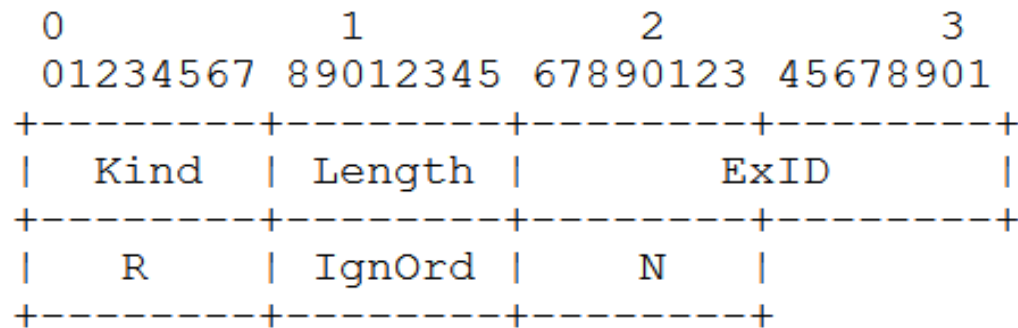 0                   1                   2                   3
01234567 89012345 67890123 45678901
+--------+--------+--------+--------+
|  Kind  | Length |       ExID      |
+--------+--------+--------+--------+
|   R    | IgnOrd |    N   |
+--------+--------+--------+